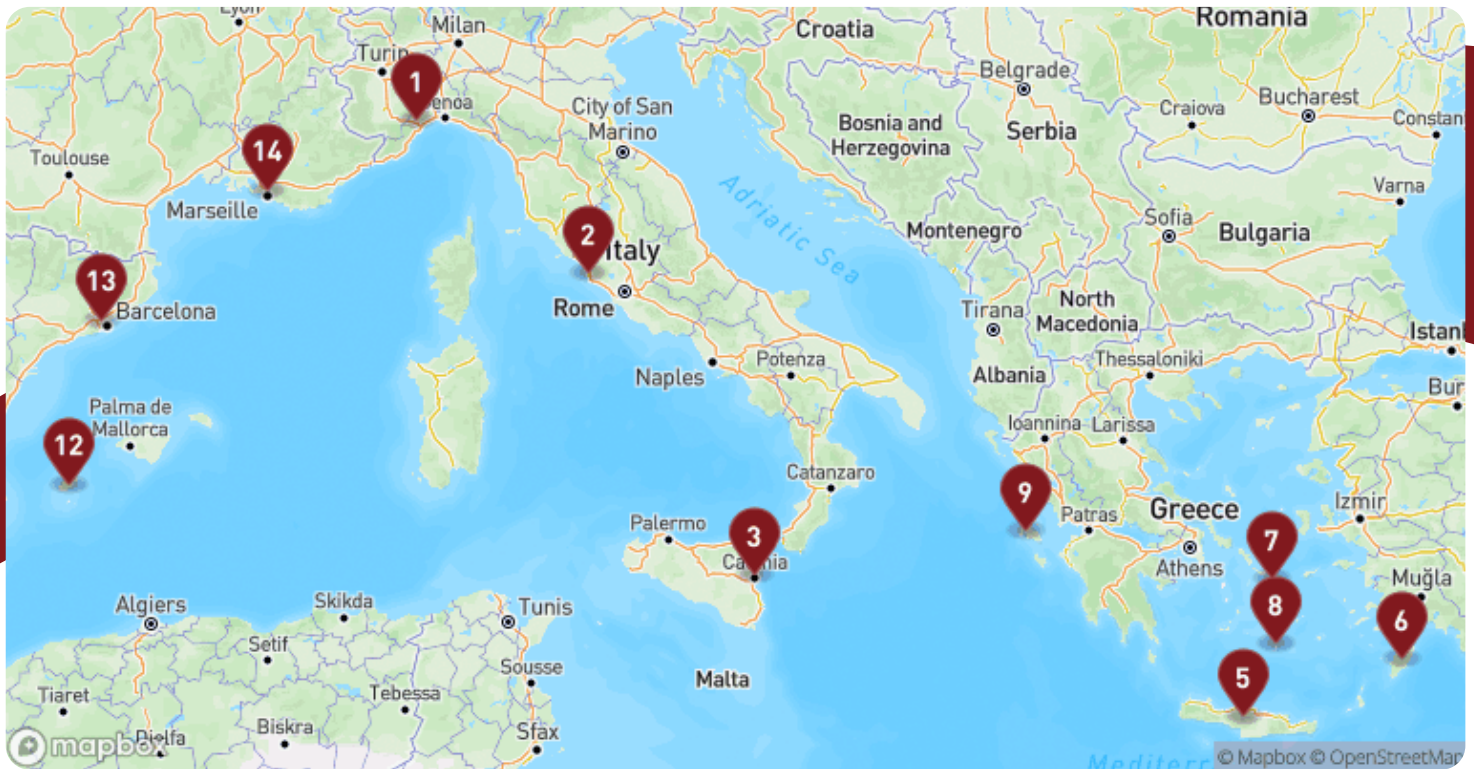 Lyon
Milan
Croatia
Romania
Turin
1
enoa
Belgrade
Craiova
Bucharest
Constan
City of San
Marino
Bosnia and
Herzegovina
Serbia
14
Toulouse
Marseille
Adriatic Sea
Varna
2
Italy
Montenegro
Sofia
Bulgaria
13
Barcelona
Rome
Tirana
North
Macedonia
Istanl
Naples
Potenza
Albania
Thessaloniki
Bur
Palma de
Mallorca
12
Ioannina
Larissa
Catanzaro
9
Palermo
3
Patras
Greece
Izmir
Athens
7
Muğla
8
6
Algiers
Skikda
Tunis
Setif
Sousse
Malta
5
Tiaret
Tebessa
Biskra
Djelfa
Sfax
mapbox
Mediterr
© Mapbox © OpenStreetMap